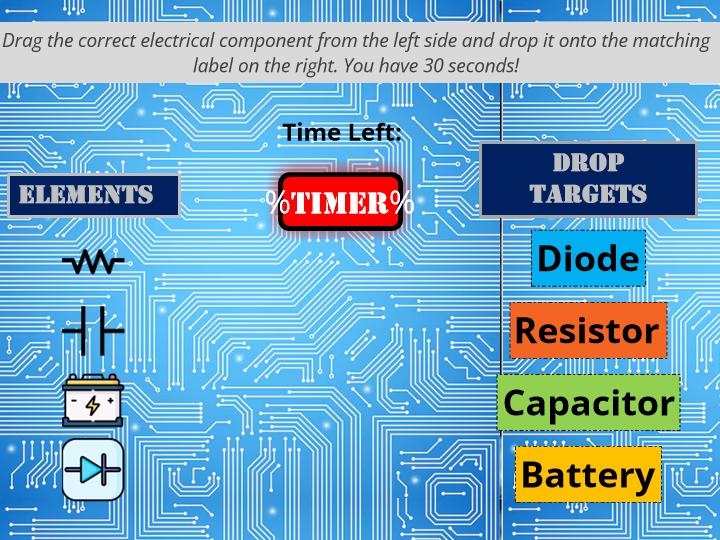 Drag the correct electrical component from the left side and drop it onto the matching
label on the right. You have 30 seconds!
Time Left:
ELEMENTS
%TIMER%
DROP
TARGETS
Diode
Resistor
Capacitor
Battery